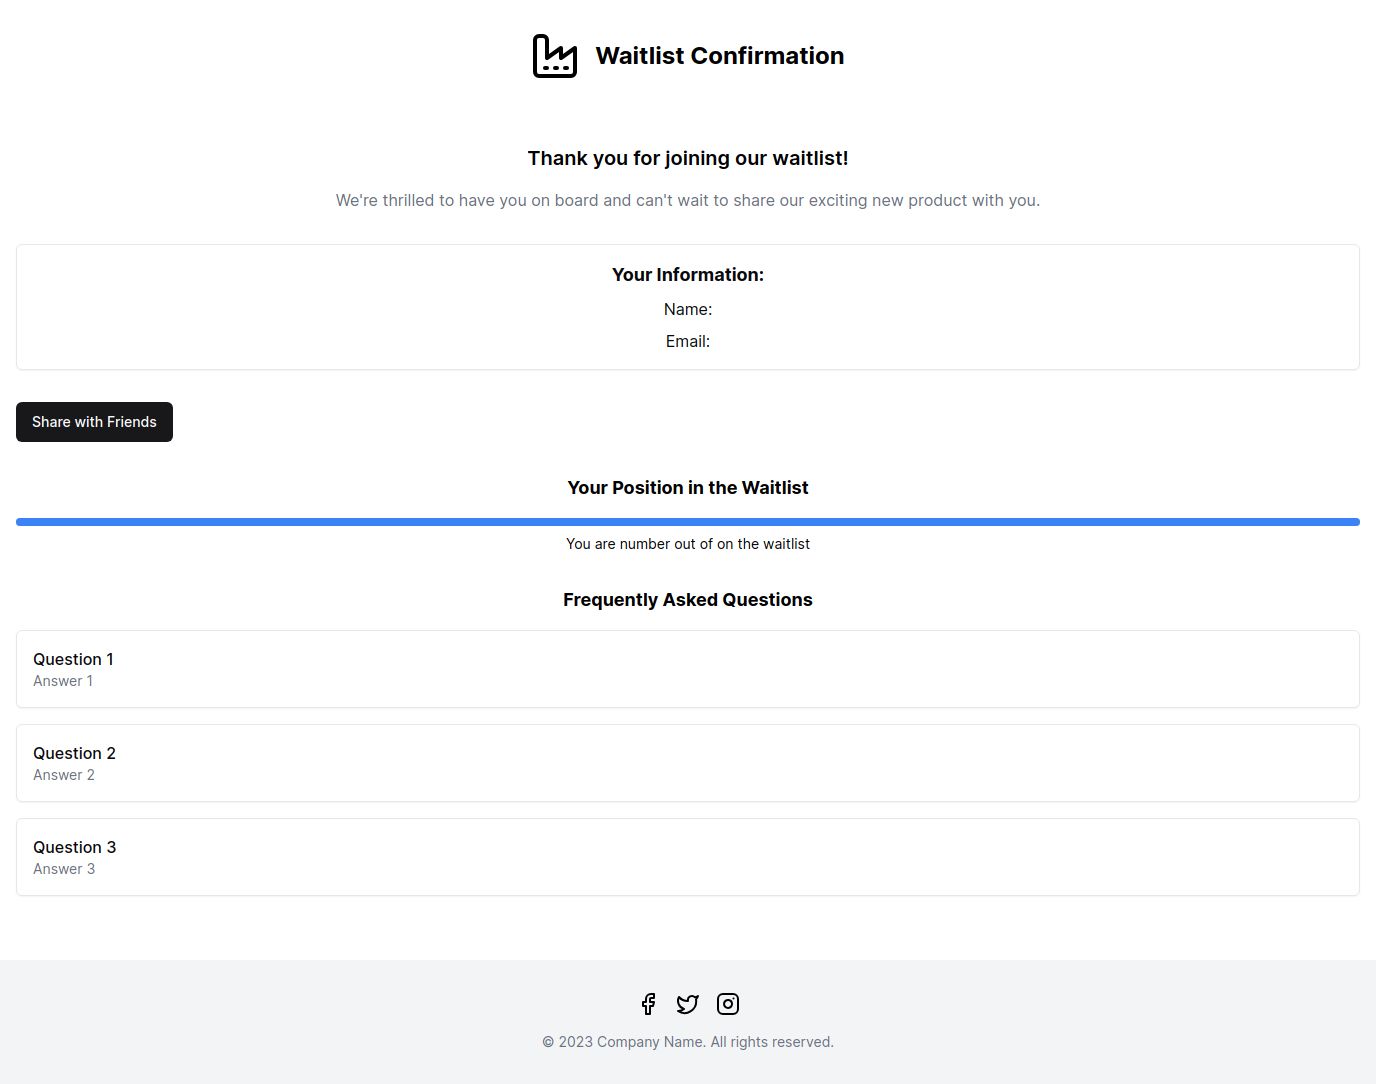 Waitlist Confirmation
Thank you for joining our waitlist!
We're thrilled to have you on board and can't wait to share our exciting new product with you.
Your Information:
Name:
Email:
Share with Friends
Your Position in the Waitlist
You are number out of on the waitlist
Frequently Asked Questions
Question 1
Answer 1
Question 2
Answer 2
Question 3
Answer 3
© 2023 Company Name. All rights reserved.